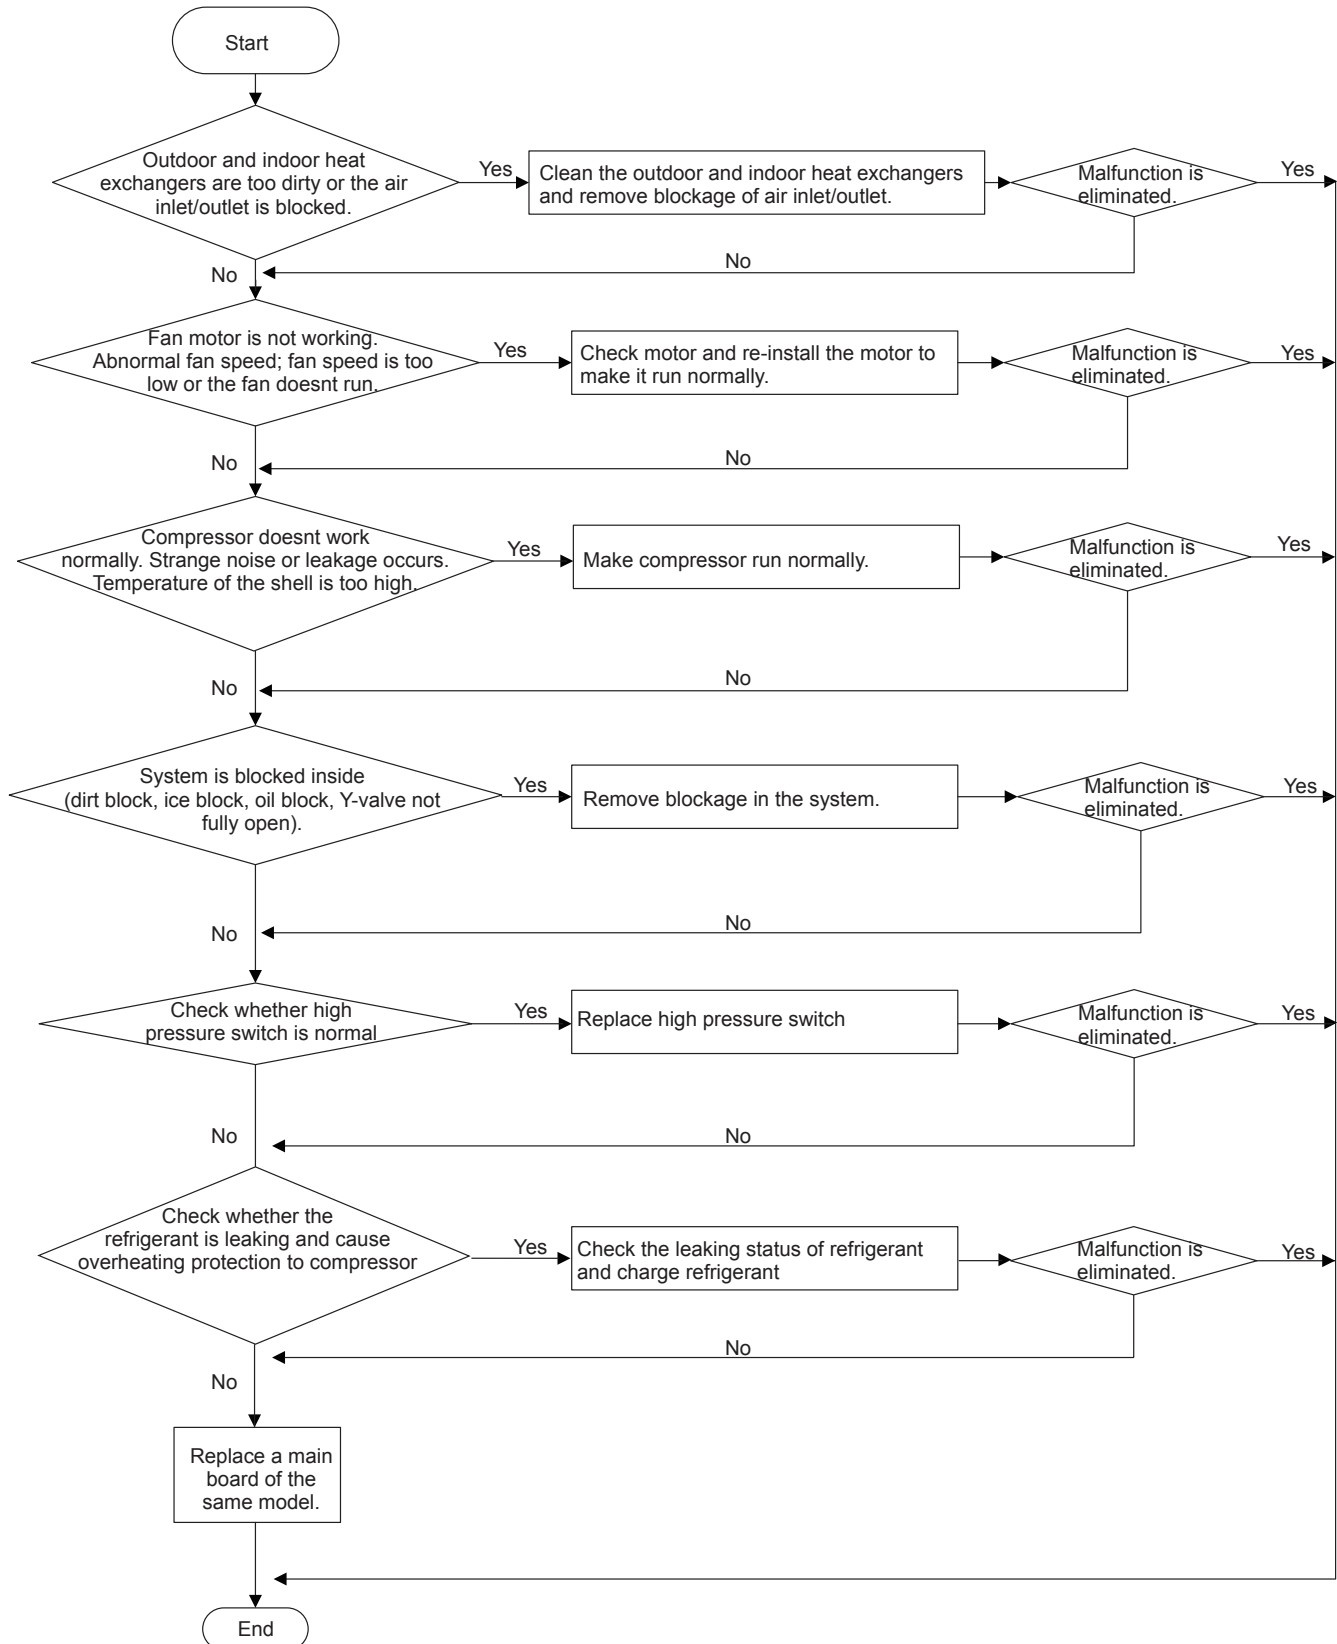 Start
Outdoor and indoor heat
exchangers are too dirty or the air
inlet/outlet is blocked.
Yes
Clean the outdoor and indoor heat exchangers
and remove blockage of air inlet/outlet.
Malfunction is
eliminated.
Yes
No
No
Fan motor is not working.
Abnormal fan speed; fan speed is too
low or the fan doesnt run.
Yes
Check motor and re-install the motor to
make it run normally.
Malfunction is
eliminated.
Yes
No
No
Compressor doesnt work
normally. Strange noise or leakage occurs.
Temperature of the shell is too high.
Yes
Make compressor run normally.
Malfunction is
eliminated.
Yes
No
No
System is blocked inside
(dirt block, ice block, oil block, Y-valve not
fully open).
Yes
Remove blockage in the system.
Malfunction is
eliminated.
Yes
No
No
Check whether high
pressure switch is normal
Yes
Replace high pressure switch
Malfunction is
eliminated.
Yes
No
No
Check whether the
refrigerant is leaking and cause
overheating protection to compressor
Yes
Check the leaking status of refrigerant
and charge refrigerant
Malfunction is
eliminated.
Yes
No
No
Replace a main
board of the
same model.
End